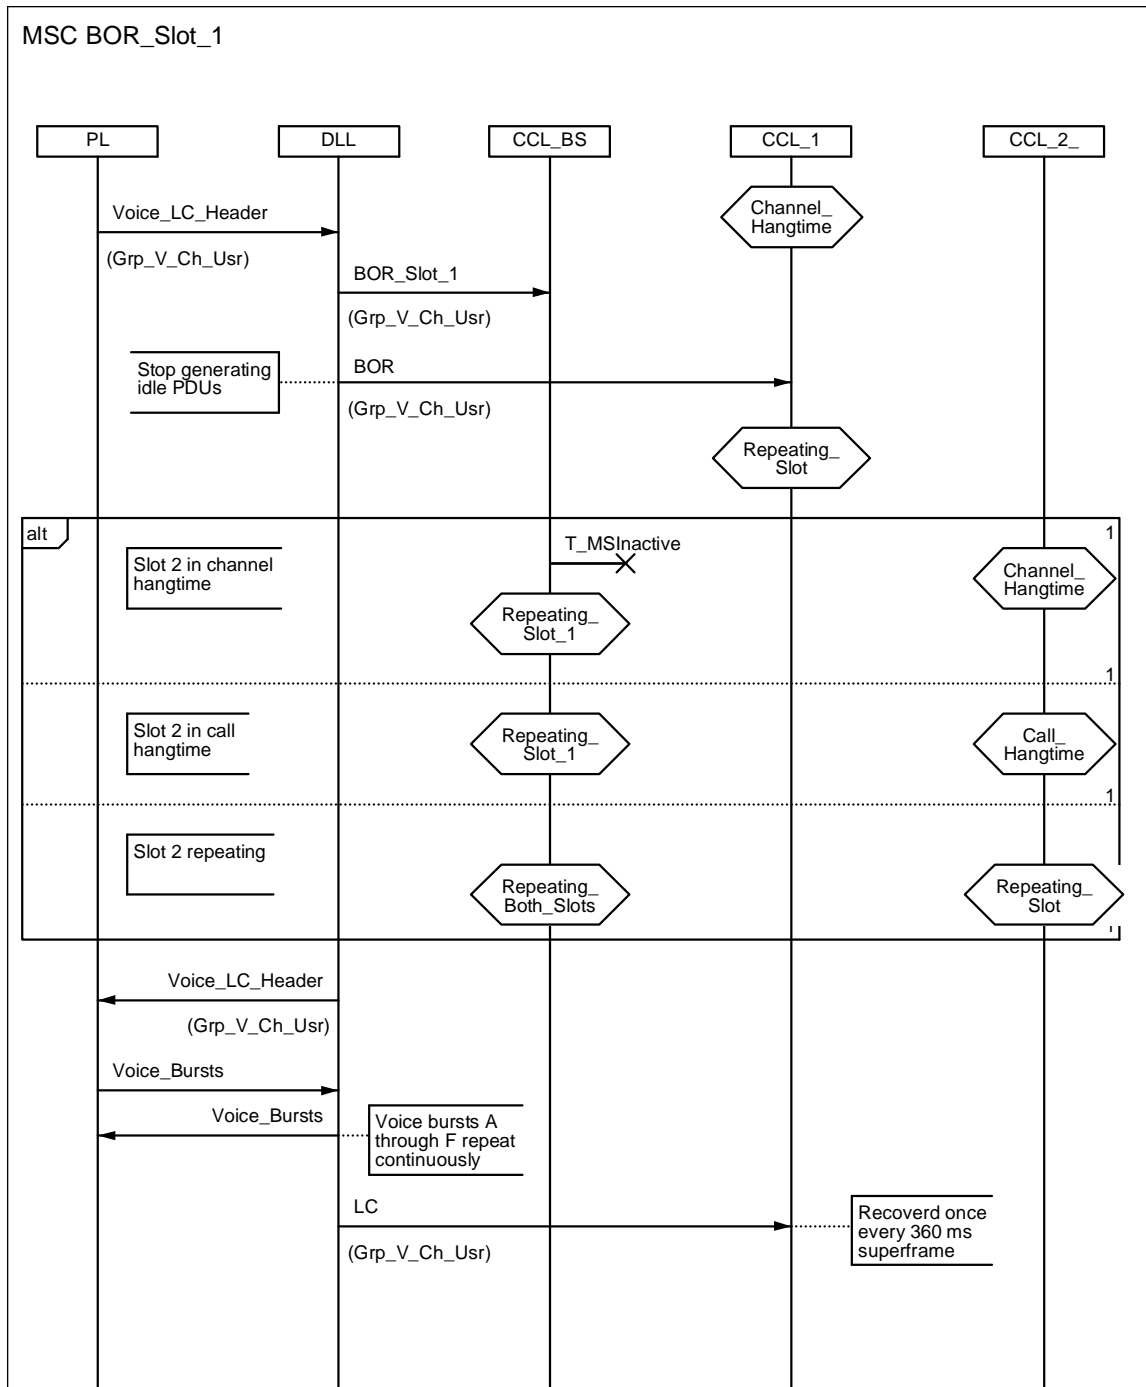 MSC BOR_Slot_1
PL
DLL
CCL_BS
CCL_1
CCL_2_
Voice_LC_Header
(Grp_V_Ch_Usr)
Channel_
Hangtime
BOR_Slot_1
(Grp_V_Ch_Usr)
Stop generating
idle PDUs
BOR
(Grp_V_Ch_Usr)
Repeating_
Slot
alt
1
Slot 2 in channel
hangtime
T_MSInactive
Channel_
Hangtime
Repeating_
Slot_1
1
Slot 2 in call
hangtime
Repeating_
Slot_1
Call_
Hangtime
1
Slot 2 repeating
Repeating_
Both_Slots
Repeating_
Slot
1
Voice_LC_Header
(Grp_V_Ch_Usr)
Voice_Bursts
Voice_Bursts
Voice bursts A
through F repeat
continuously
LC
(Grp_V_Ch_Usr)
Recoverd once
every 360 ms
superframe